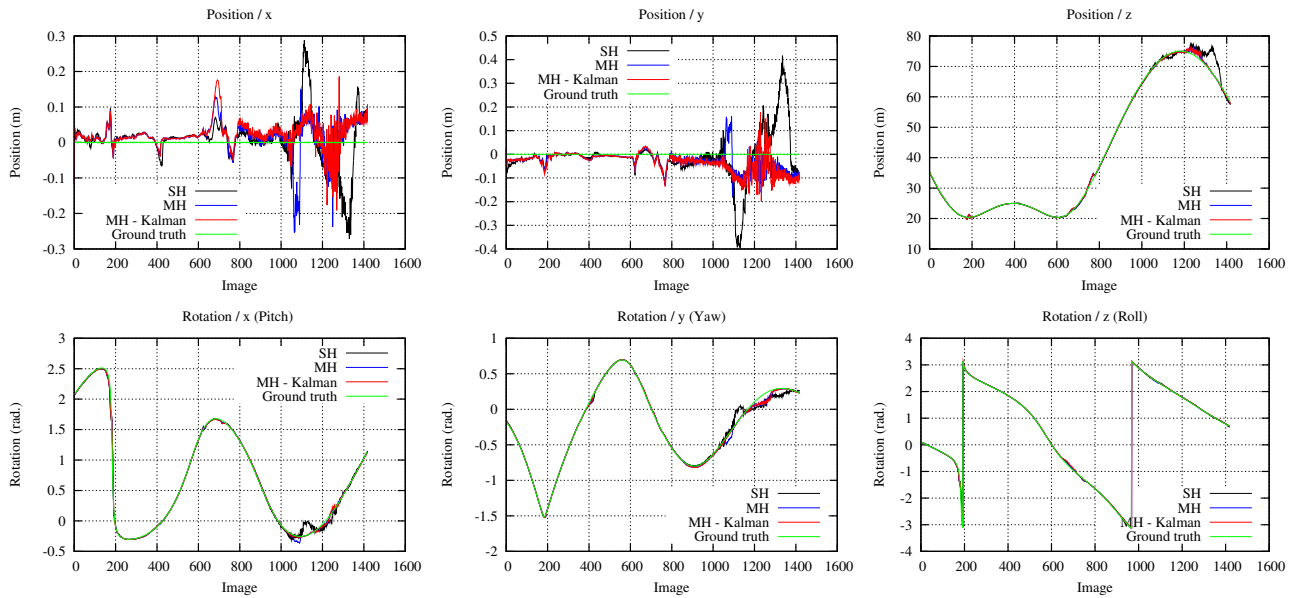 Position / x
Position (m)
0.3
0.2
0.1
0
-0.1
-0.2
-0.3
0 200 400 600 800 1000 1200 1400 1600
Image
SH
MH
MH - Kalman
Ground truth
Position / y
Position (m)
0.5
0.4
0.3
0.2
0.1
0
-0.1
-0.2
-0.3
-0.4
0 200 400 600 800 1000 1200 1400 1600
Image
SH
MH
MH - Kalman
Ground truth
Position / z
Position (m)
80
70
60
50
40
30
20
10
0 200 400 600 800 1000 1200 1400 1600
Image
SH
MH
MH - Kalman
Ground truth
Rotation / x (Pitch)
Rotation (rad.)
3
2.5
2
1.5
1
0.5
0
-0.5
0 200 400 600 800 1000 1200 1400 1600
Image
SH
MH
MH - Kalman
Ground truth
Rotation / y (Yaw)
Rotation (rad.)
1
0.5
0
-0.5
-1
-1.5
-2
0 200 400 600 800 1000 1200 1400 1600
Image
SH
MH
MH - Kalman
Ground truth
Rotation / z (Roll)
Rotation (rad.)
4
3
2
1
0
-1
-2
-3
-4
0 200 400 600 800 1000 1200 1400 1600
Image
SH
MH
MH - Kalman
Ground truth